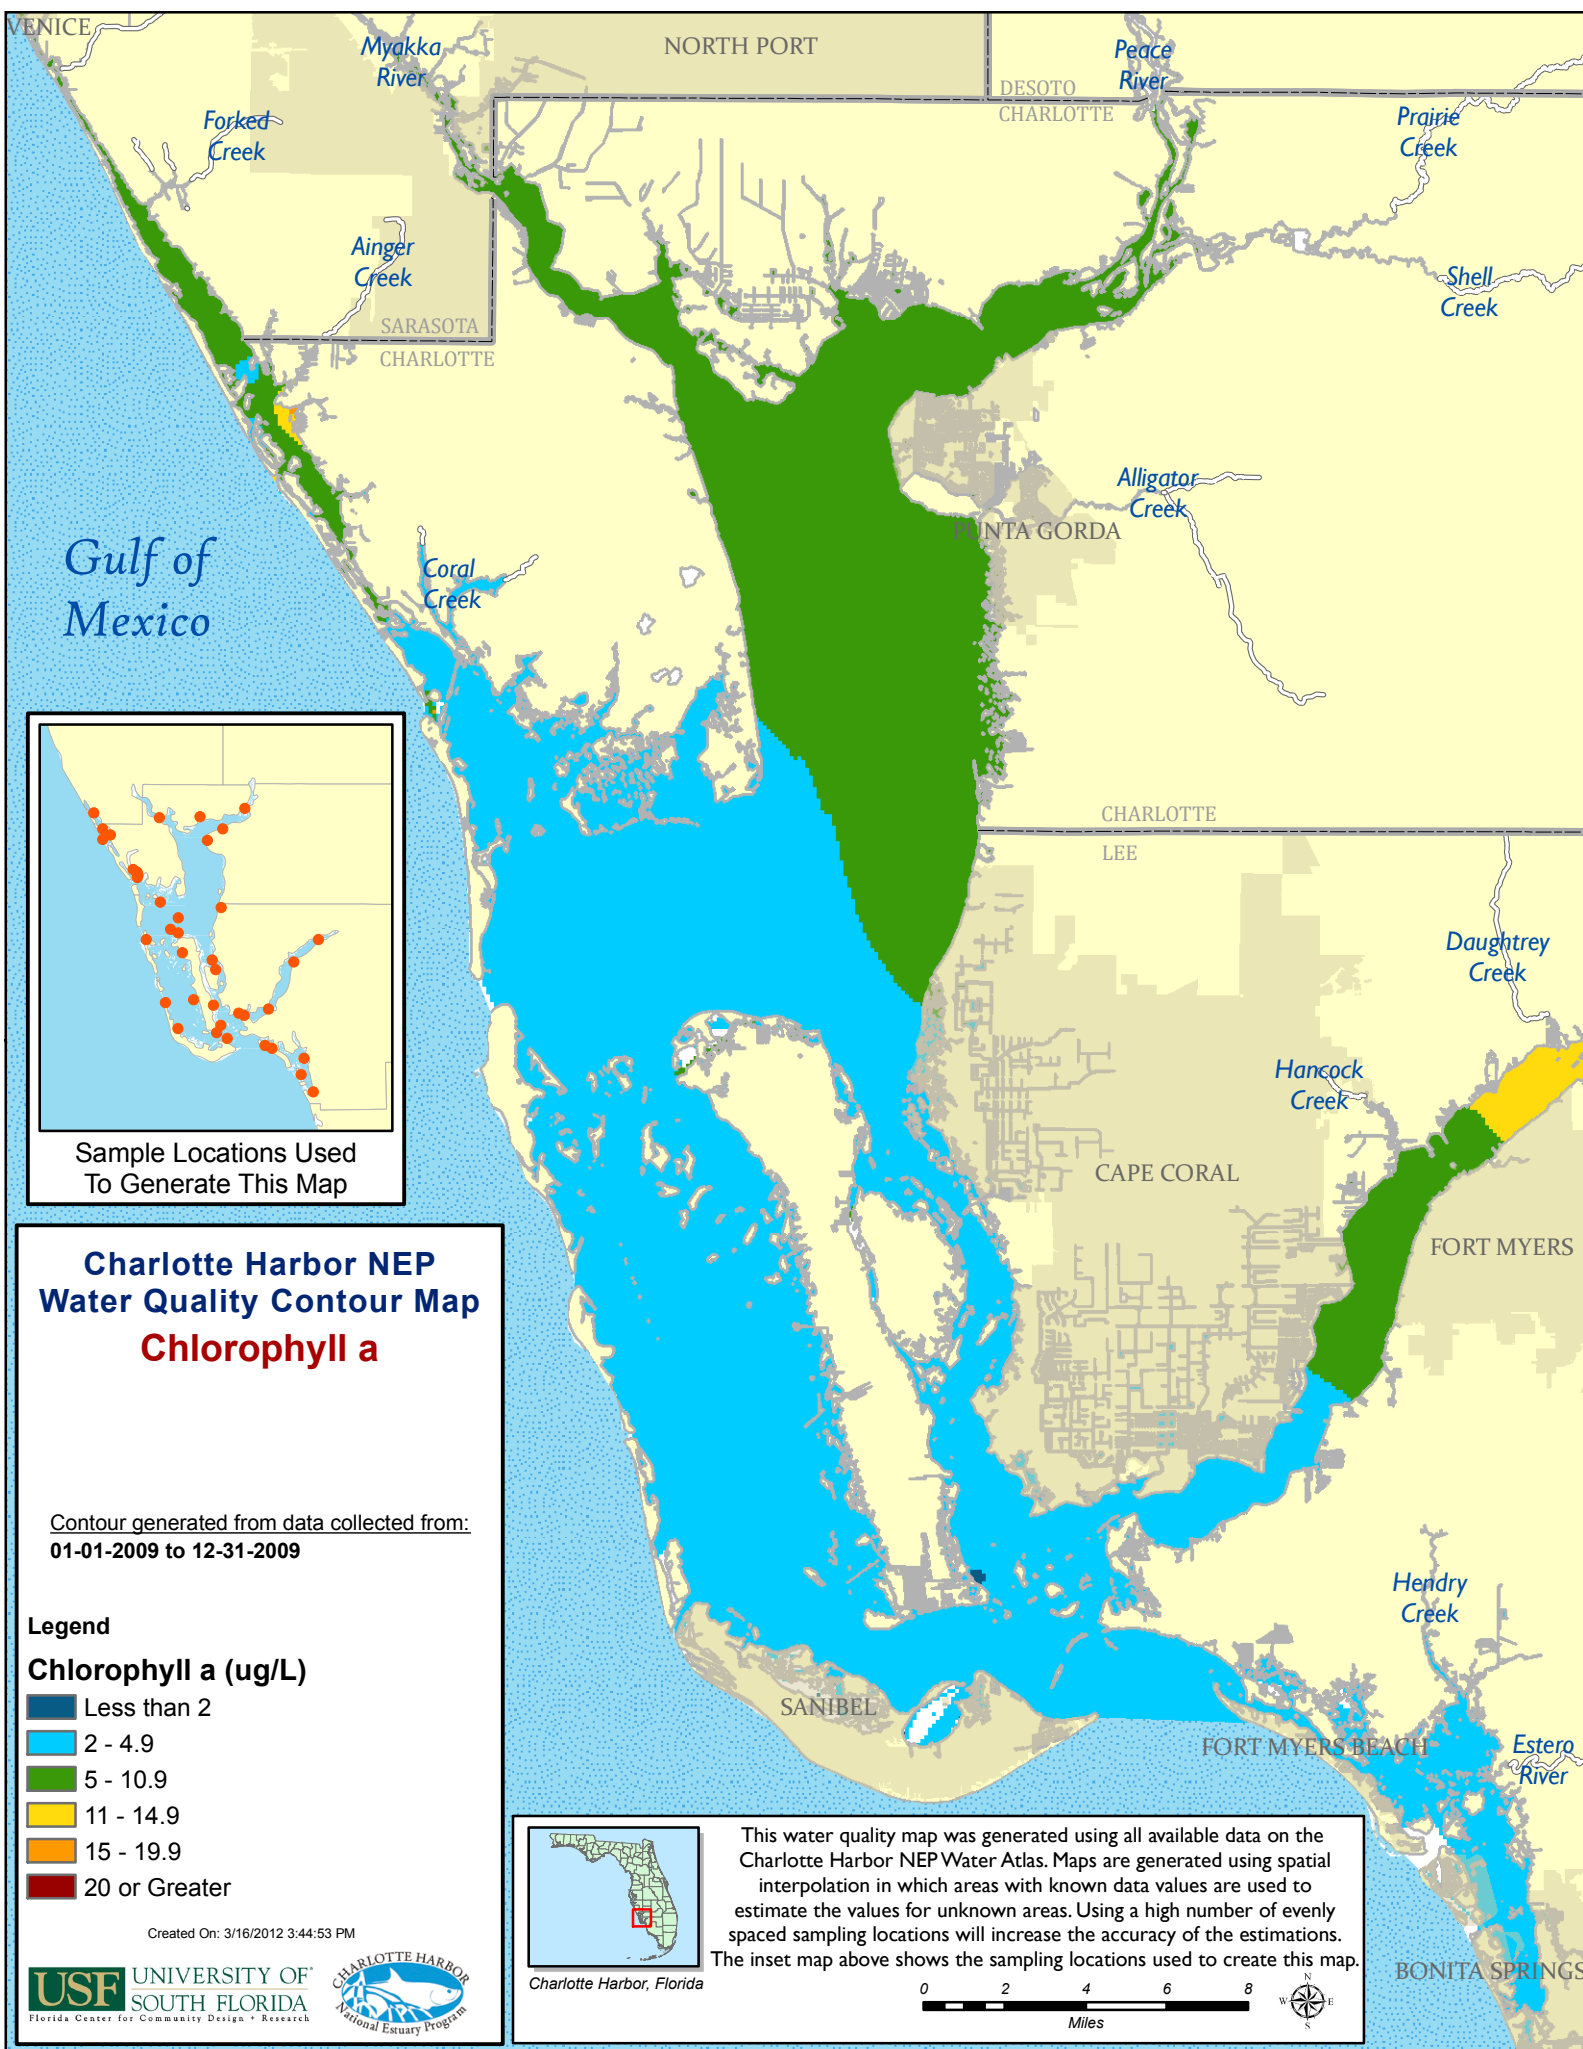 VENICE
Myakka
River
NORTH PORT
Peace
River
DESOTO
CHARLOTTE
Forked
Creek
Prairie
Creek
Ainger
Creek
Shell
Creek
SARASOTA
CHARLOTTE
Alligator
Creek
PUNTA GORDA
Gulf of
Mexico
Coral
Creek
CHARLOTTE
LEE
Daughtrey
Creek
Hancock
Creek
CAPE CORAL
FORT MYERS
Sample Locations Used
To Generate This Map
Charlotte Harbor NEP
Water Quality Contour Map
Chlorophyll a
Contour generated from data collected from:
01-01-2009 to 12-31-2009
Hendry
Creek
SANIBEL
FORT MYERS BEACH
Estero
River
BONITA SPRINGS
Legend
Chlorophyll a (ug/L)
Less than 2
2 - 4.9
5 - 10.9
11 - 14.9
15 - 19.9
20 or Greater
Created On: 3/16/2012 3:44:53 PM
USF UNIVERSITY OF
SOUTH FLORIDA
Florida Center for Community Design + Research
CHARLOTTE HARBOR
National Estuary Program
Charlotte Harbor, Florida
This water quality map was generated using all available data on the
Charlotte Harbor NEP Water Atlas. Maps are generated using spatial
interpolation in which areas with known data values are used to
estimate the values for unknown areas. Using a high number of evenly
spaced sampling locations will increase the accuracy of the estimations.
The inset map above shows the sampling locations used to create this map.
0 2 4 6 8
Miles
N
W E
S